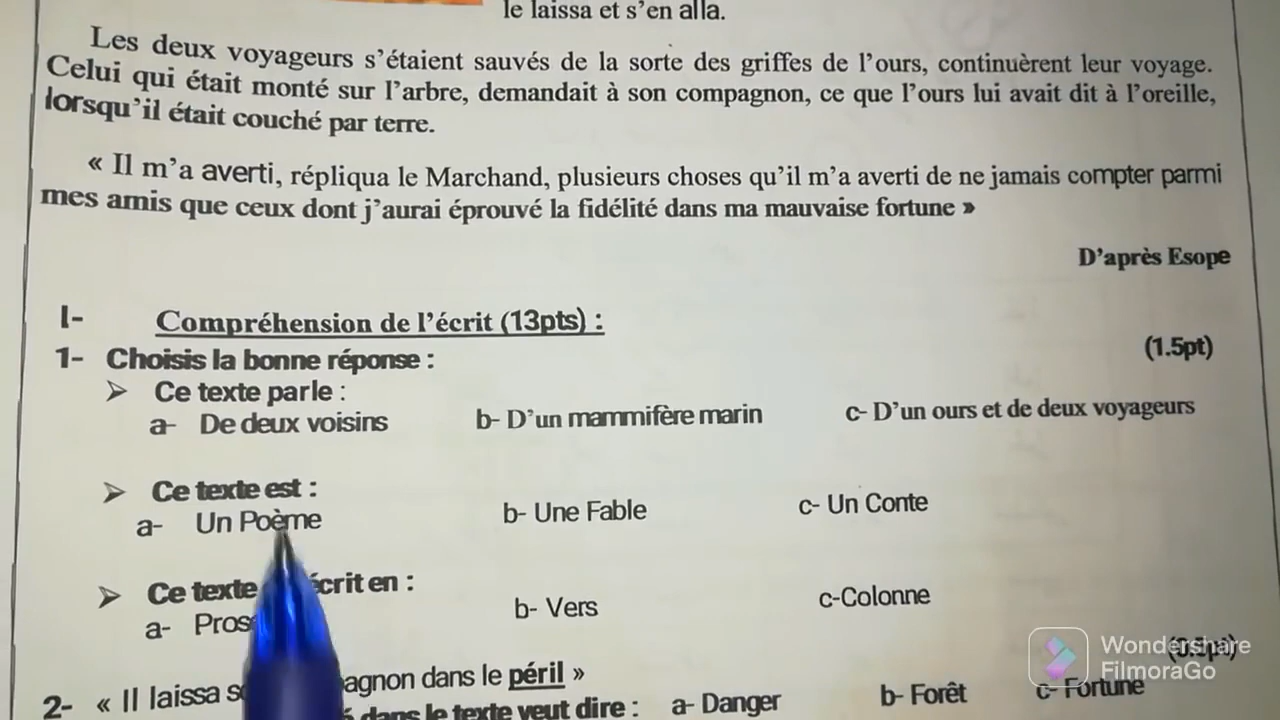 le laissa et s'en alla.
Les deux voyageurs s'étaient sauvés de la sorte des griffes de l'ours, continuèrent leur voyage.
Celui qui était monté sur l'arbre, demandait à son compagnon, ce que l'ours lui avait dit à l'oreille,
lorsqu'il était couché par terre.
« Il m'a averti, répliqua le Marchand, plusieurs choses qu'il m'a averti de ne jamais compter parmi
mes amis que ceux dont j'aurai éprouvé la fidélité dans ma mauvaise fortune »
D'après Esope
I- Compréhension de l'écrit (13pts) :
1- Choisis la bonne réponse : (1.5pt)
➢ Ce texte parle :
a- De deux voisins b- D'un mammifère marin c- D'un ours et de deux voyageurs
➢ Ce texte est :
a- Un Poème b- Une Fable c- Un Conte
➢ Ce texte écrit en :
a- Pros b- Vers c-Colonne
Wondershare
FilmoraGo
2- « Il laissa dans le péril »
dans le texte veut dire : a- Danger b- Forêt c- Fortune